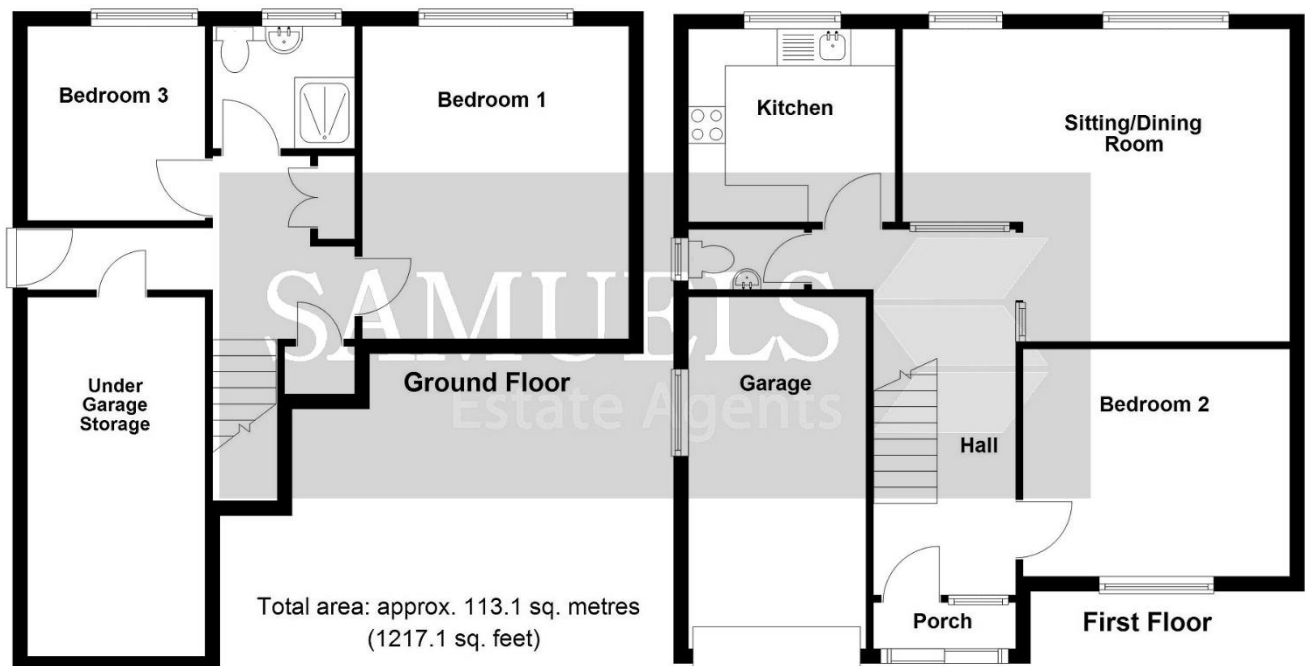 Bedroom 3
Bedroom 1
Kitchen
Sitting/Dining
Room
SAMUELS
Estate Agents
Under
Garage
Storage
Ground Floor
Garage
Bedroom 2
Hall
Total area: approx. 113.1 sq. metres
(1217.1 sq. feet)
Porch
First Floor